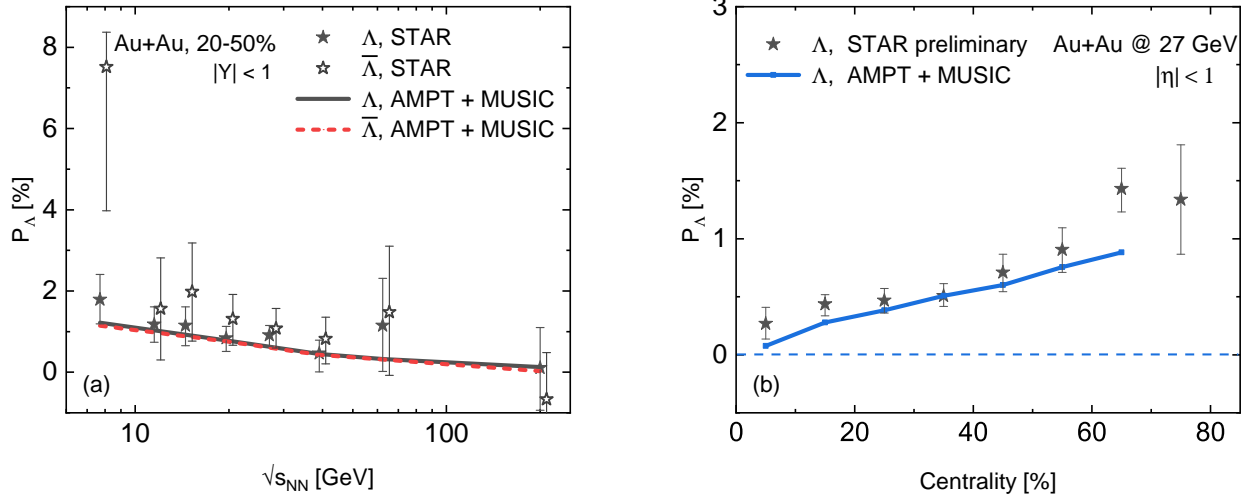 8
6
4
2
0
P_Λ [%]
Au+Au, 20-50%
|Y| < 1
Λ, STAR
Λ̅, STAR
Λ, AMPT + MUSIC
Λ̅, AMPT + MUSIC
(a)
10
100
√s_NN [GeV]
3
2
1
0
P_Λ [%]
Λ, STAR preliminary
Λ, AMPT + MUSIC
Au+Au @ 27 GeV
|η| < 1
(b)
0
20
40
60
80
Centrality [%]